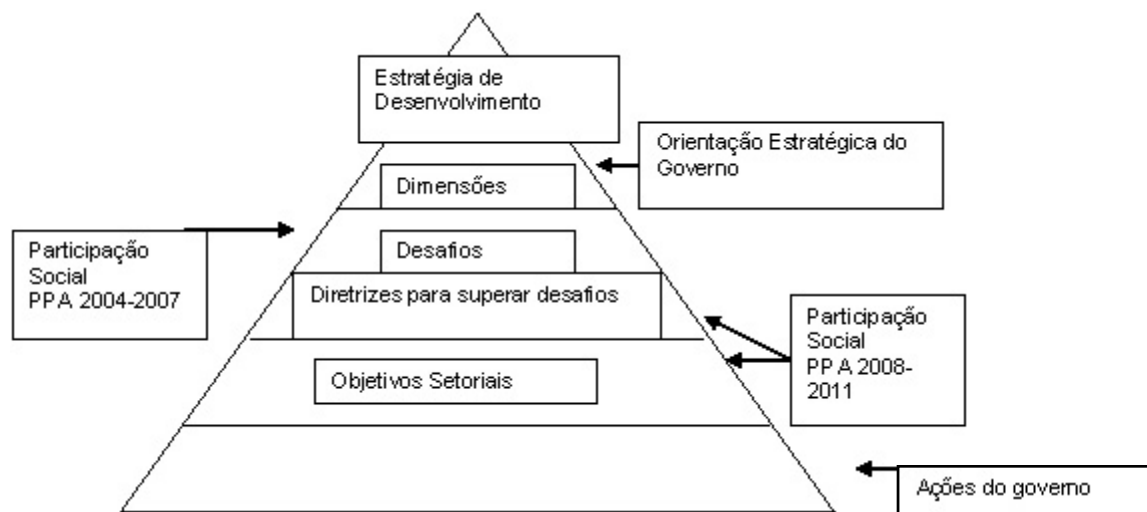 Estratégia de
Desenvolvimento
Orientação Estratégica do
Governo
Dimensões
Participação
Social
PPA 2004-2007
Desafios
Diretrizes para superar desafios
Participação
Social
PPA 2008-
2011
Objetivos Setoriais
Ações do governo